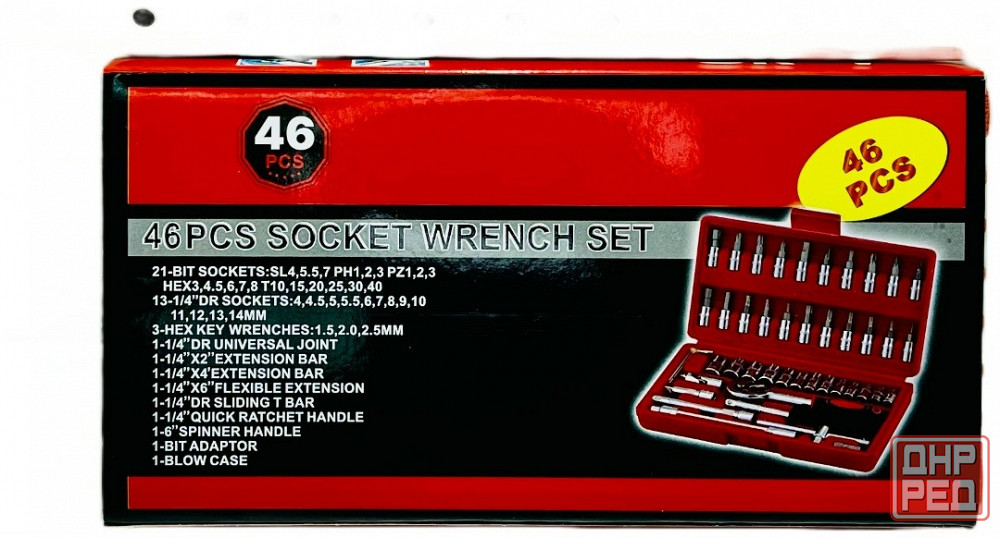 46
PCS
46
PCS
46PCS SOCKET WRENCH SET
21-BIT SOCKETS:SL4,5.5,7 PH1,2,3 PZ1,2,3
HEX3,4.5,6,7,8 T10,15,20,25,30,40
13-1/4"DR SOCKETS:4,4.5,5,5.5,6,7,8,9,10
11,12,13,14MM
3-HEX KEY WRENCHES:1.5,2.0,2.5MM
1-1/4"DR UNIVERSAL JOINT
1-1/4"X2"EXTENSION BAR
1-1/4"X4'EXTENSION BAR
1-1/4"X6"FLEXIBLE EXTENSION
1-1/4"DR SLIDING T BAR
1-1/4"QUICK RATCHET HANDLE
1-6"SPINNER HANDLE
1-BIT ADAPTOR
1-BLOW CASE
ДНР
РЕД